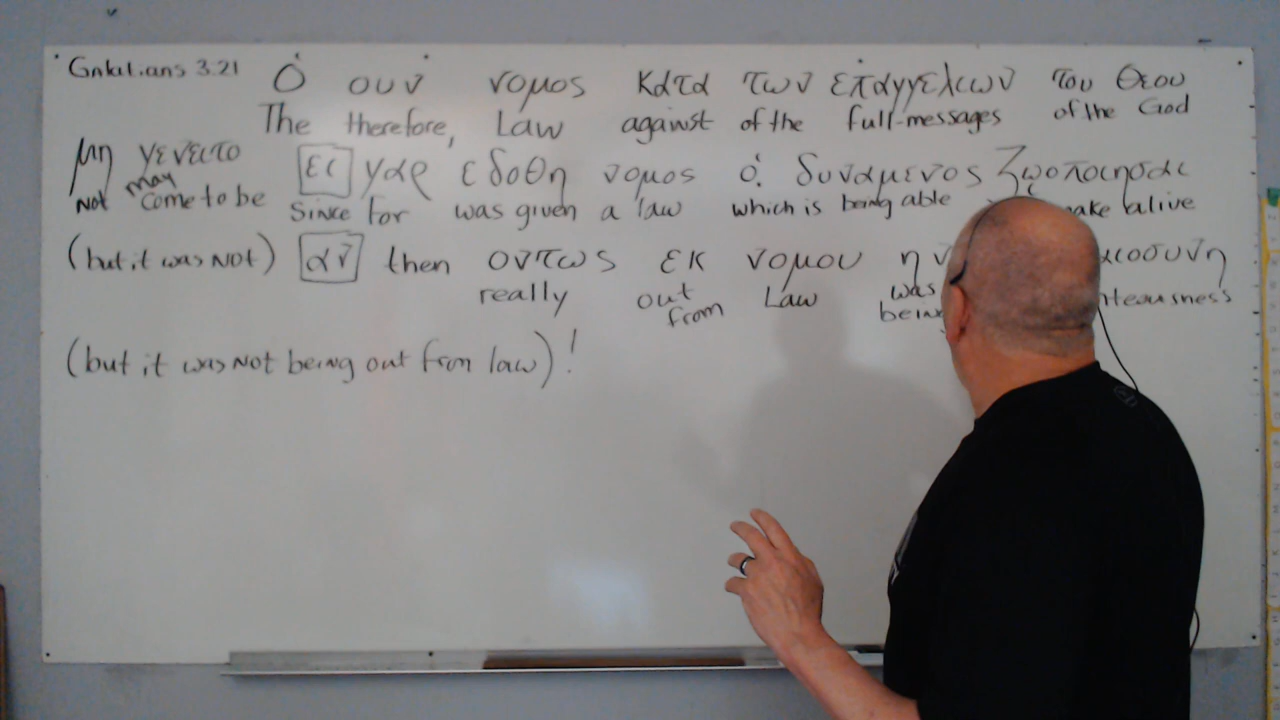 Galatians 3.21 Ὁ ουν νομος κατα των επαγγελιων του Θεου
The therefore, Law against of the full-messages of the God
μη γενειτο ει γαρ εδοθη νομος ὁ. δυναμενος ζωοποιησαι
Not may come to be Since for was given a law which is being able make alive
(but it was Not) αν then οντως εκ νομου ην
really out from Law was being
(but it was Not being out from law)!